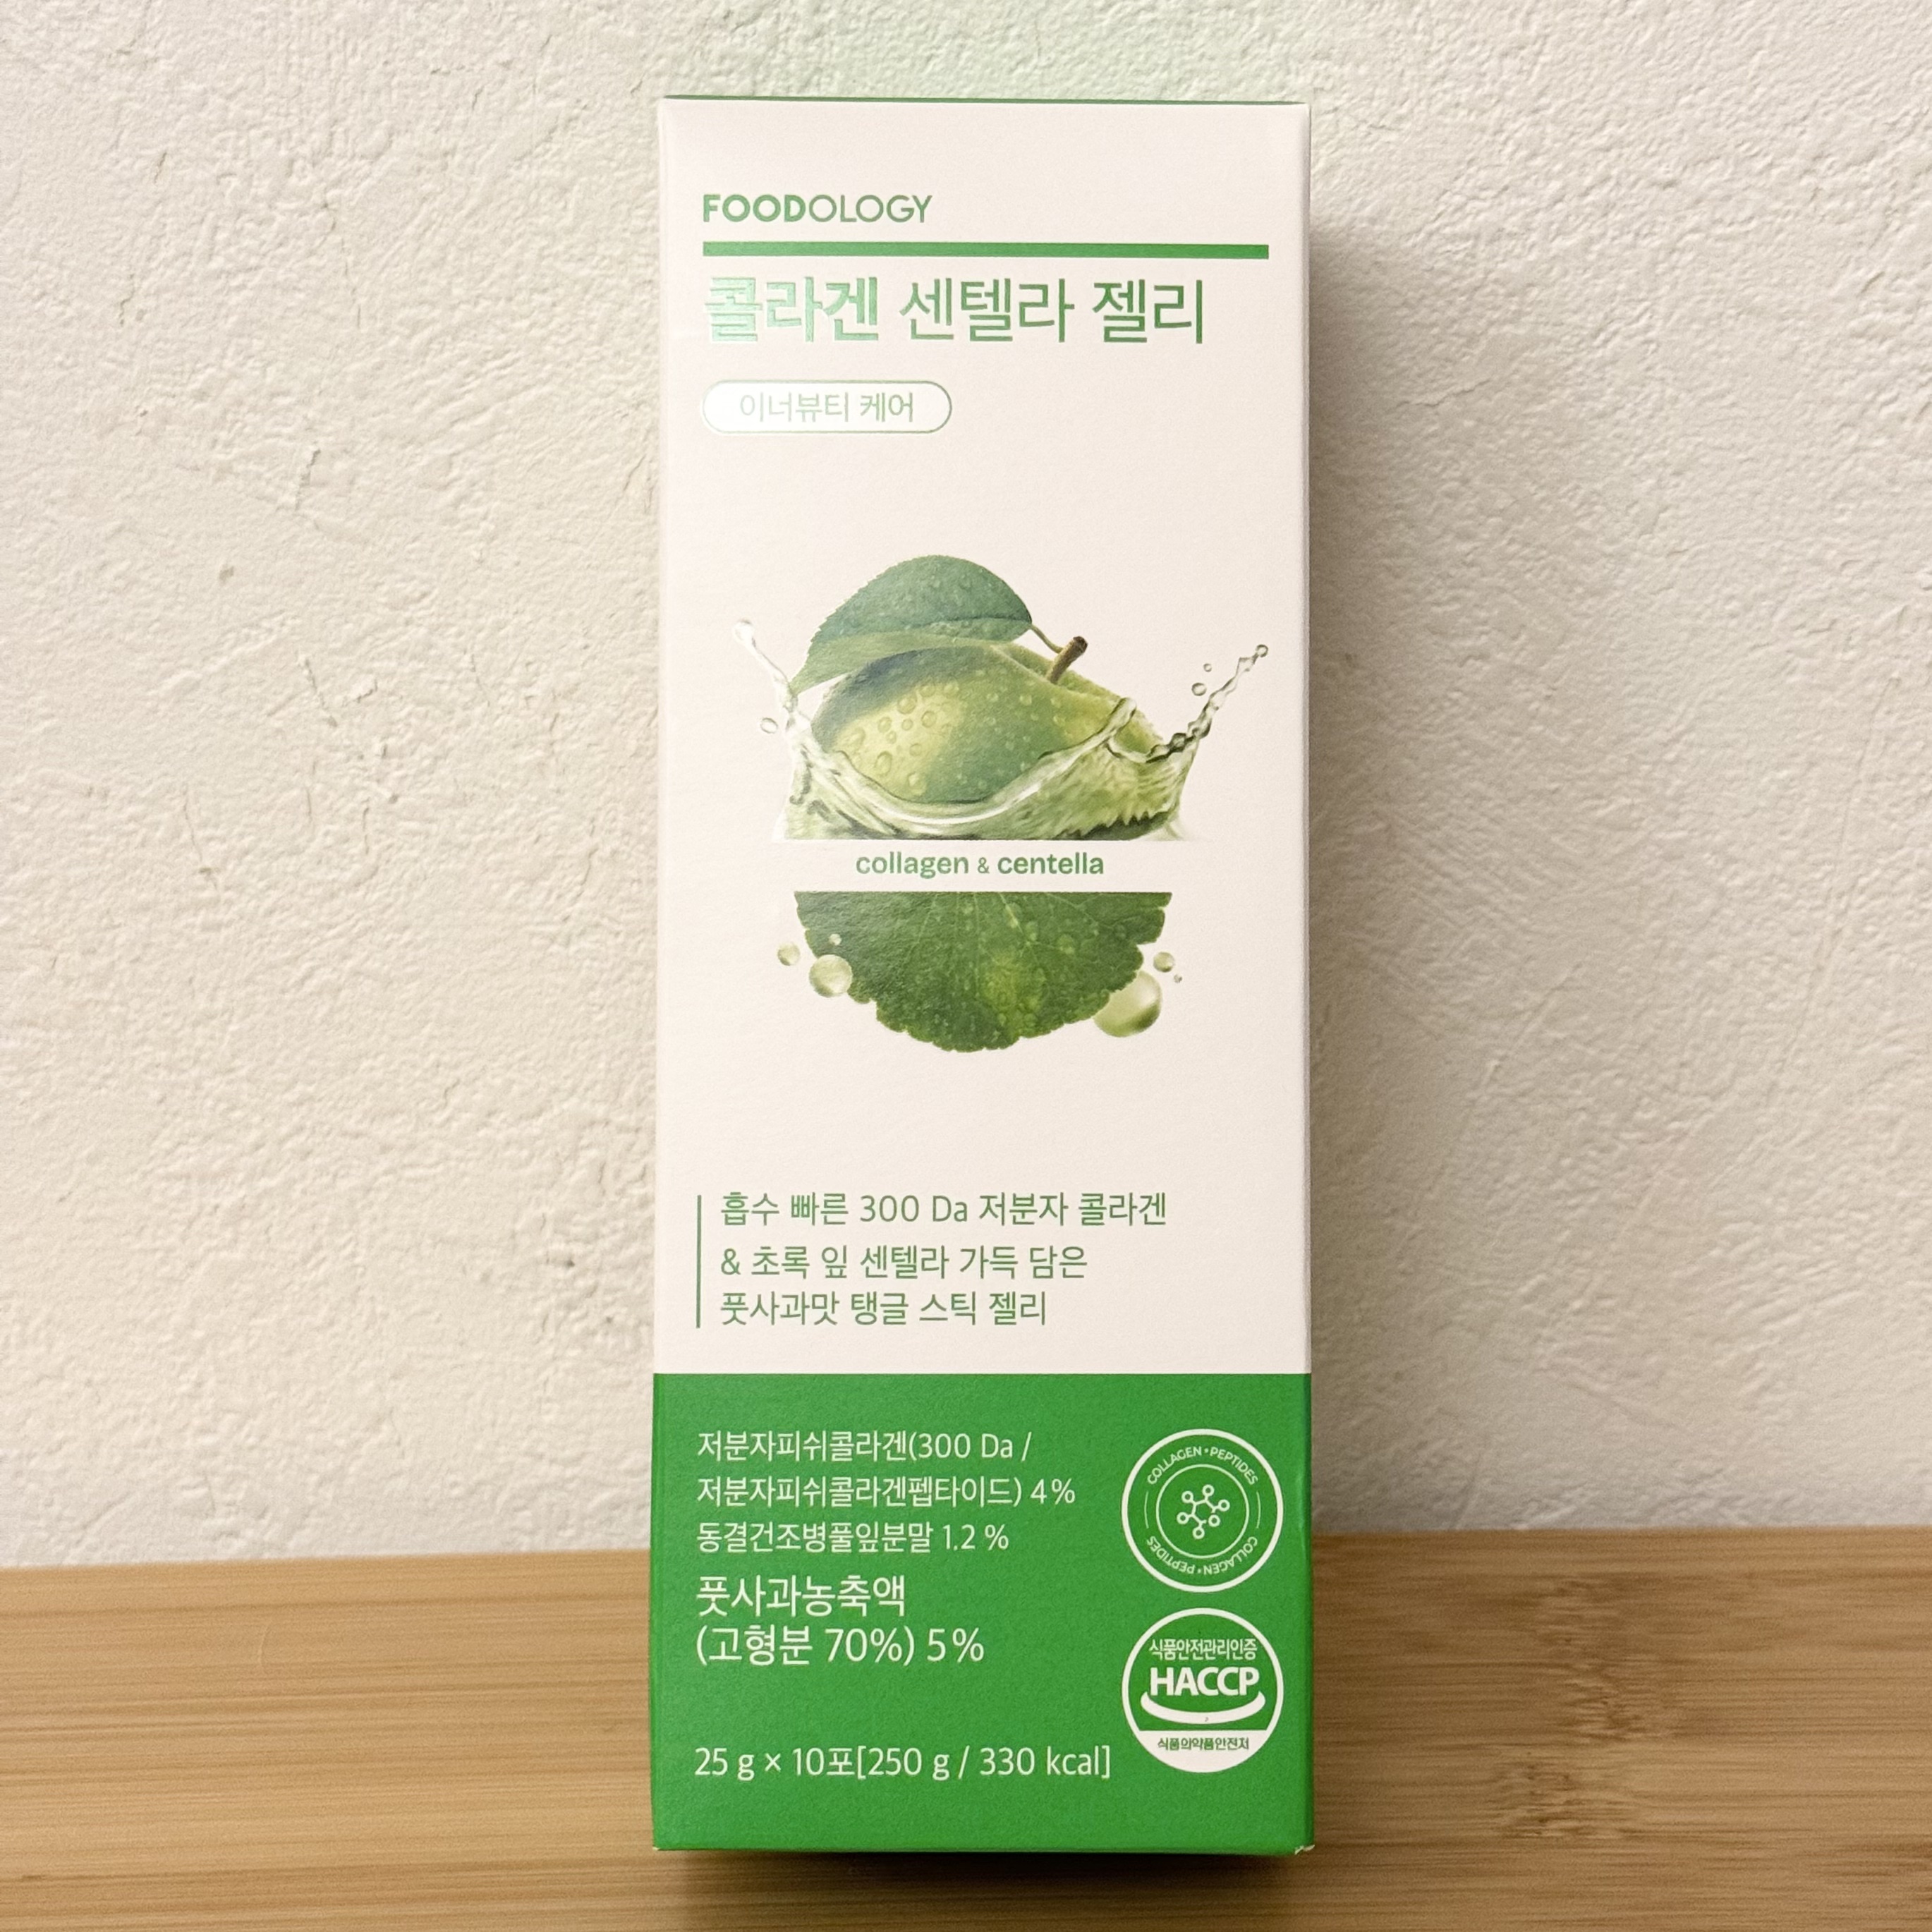 FOODOLOGY
콜라겐 센텔라 젤리
이너뷰티 케어
collagen & centella
흡수 빠른 300 Da 저분자 콜라겐
& 초록 잎 센텔라 가득 담은
풋사과맛 탱글 스틱 젤리
저분자피쉬콜라겐(300 Da /
저분자피쉬콜라겐펩타이드) 4%
동결건조병풀잎분말 1.2 %
풋사과농축액
(고형분 70%) 5%
25 g × 10포[250 g / 330 kcal]
COLLAGEN • PEPTIDES
COLLAGEN • PEPTIDES
식품안전관리인증
HACCP
식품의약품안전처